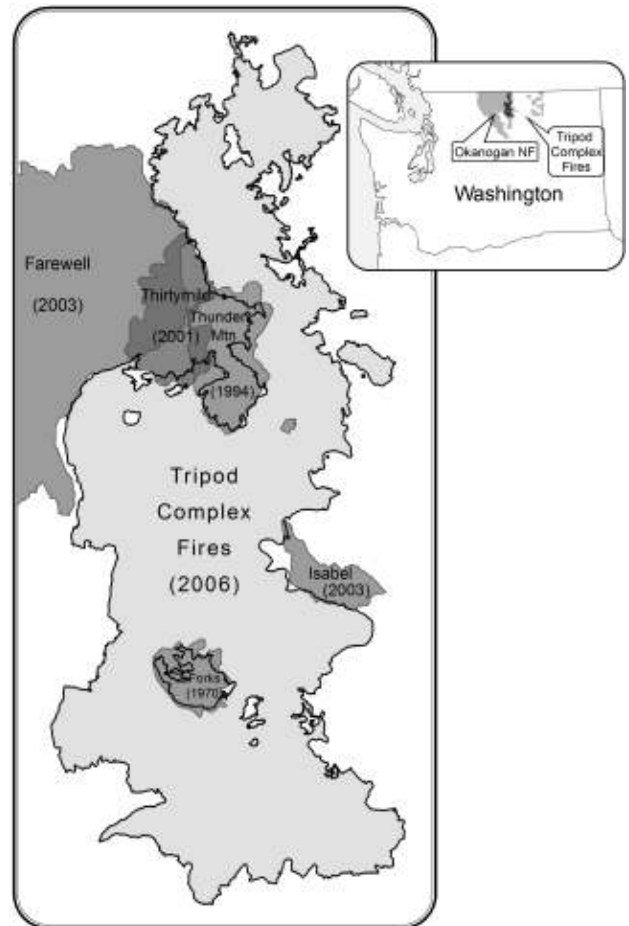 Farewell
(2003)
Thirtymile
(2001)
Thunder
Mtn
(1994)
Tripod
Complex
Fires
(2006)
Isabel
(2003)
Forks
(1970)
Okanogan NF
Tripod
Complex
Fires
Washington